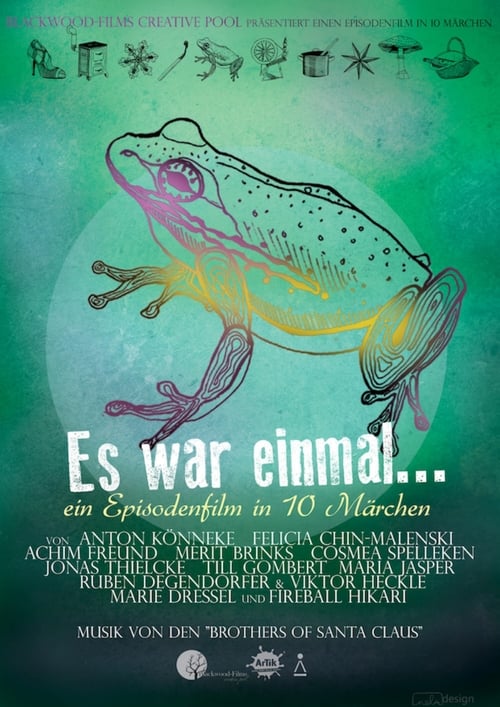 BLACKWOOD-FILMS CREATIVE POOL PRÄSENTIERT EINEN EPISODENFILM IN 10 MÄRCHEN
Es war einmal...
ein Episodenfilm in 10 Märchen
VON ANTON KÖNNEKE FELICIA CHIN-MALENSKI
ACHIM FREUND MERIT BRINKS COSMEA SPELLEKEN
JONAS THIELCKE TILL GOMBERT MARIA JASPER
RUBEN DEGENDORFER & VIKTOR HECKLE
MARIE DRESSEL UND FIREBALL HIKARI
MUSIK VON DEN "BROTHERS OF SANTA CLAUS"
Blackwood-Films
ArTik
design